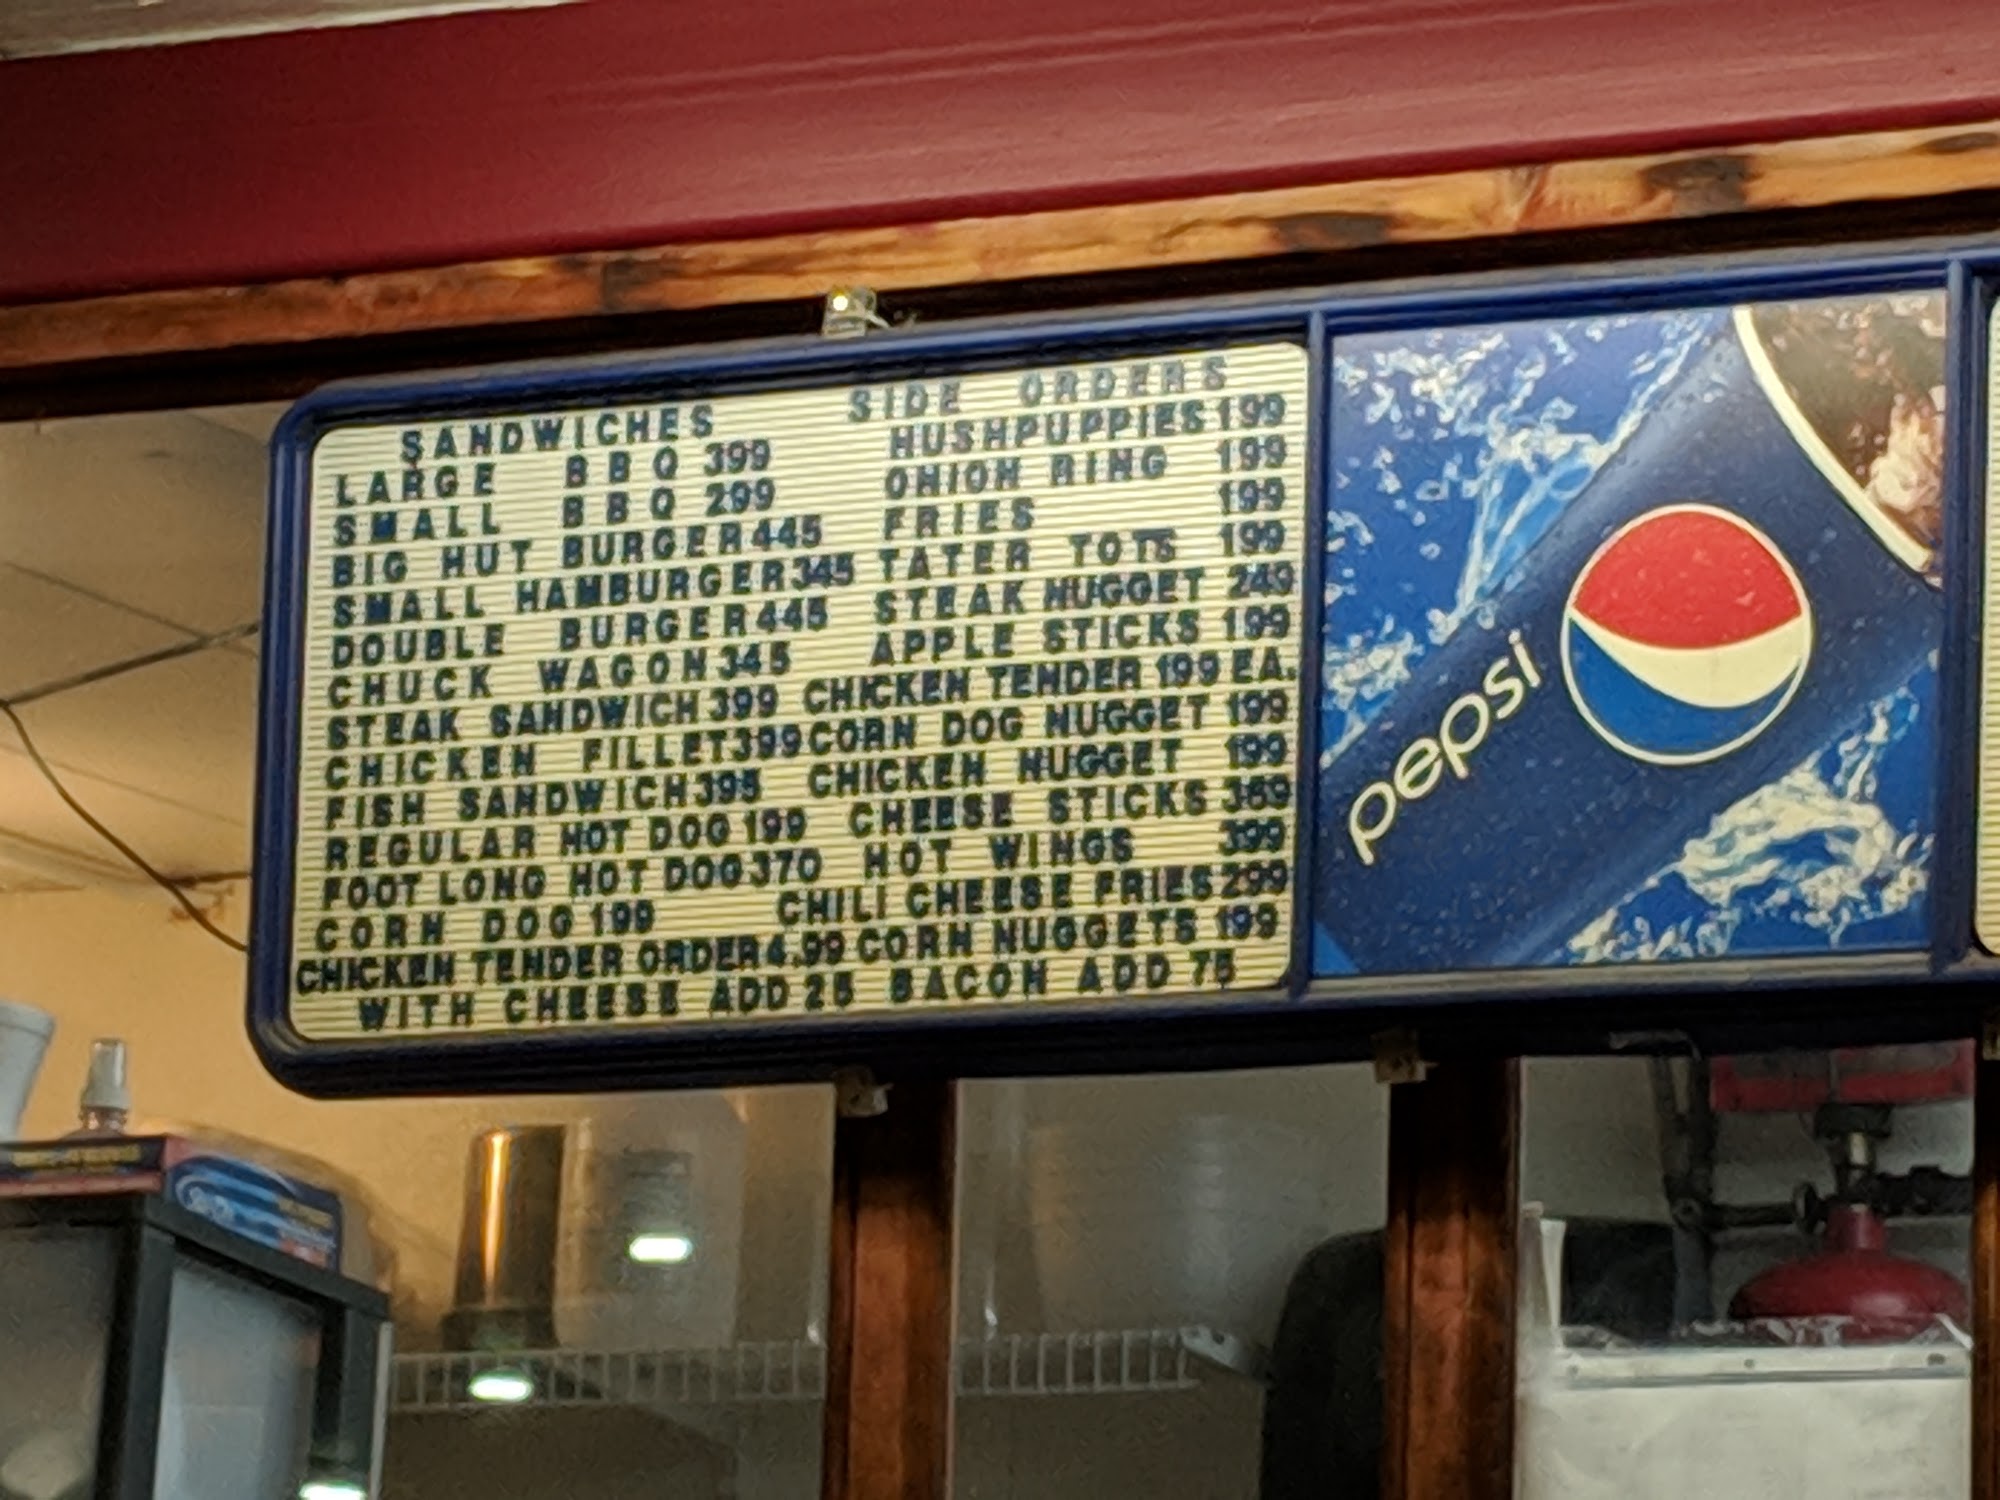 SANDWICHES
LARGE BBQ 399
SMALL BBQ 299
BIG HUT BURGER 445
SMALL HAMBURGER 345
DOUBLE BURGER 445
CHUCK WAGON 345
STEAK SANDWICH 399
CHICKEN FILLET 399
FISH SANDWICH 395
REGULAR HOT DOG 199
FOOT LONG HOT DOG 370
CORN DOG 199
CHICKEN TENDER ORDER 4.99
SIDE ORDERS
HUSHPUPPIES 199
ONION RING 199
FRIES 199
TATER TOTS 199
STEAK NUGGET 249
APPLE STICKS 199
CHICKEN TENDER 199 EA.
CORN DOG NUGGET 199
CHICKEN NUGGET 199
CHEESE STICKS 369
HOT WINGS 399
CHILI CHEESE FRIES 299
CORN NUGGETS 199
WITH CHEESE ADD 25 BACON ADD 75
pepsi